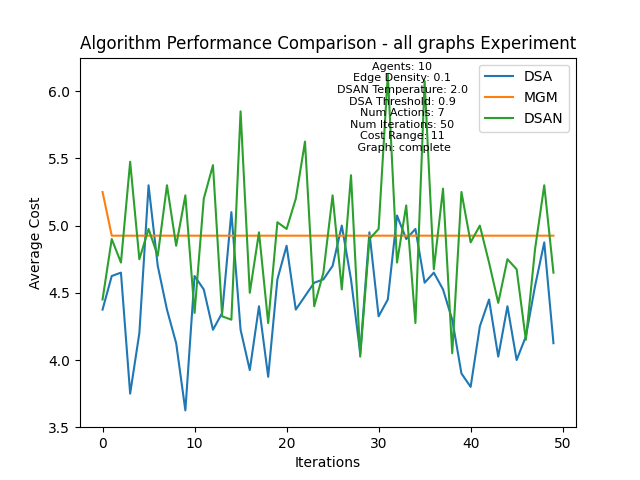 Algorithm Performance Comparison - all graphs Experiment
Agents: 10
Edge Density: 0.1
DSAN Temperature: 2.0
DSA Threshold: 0.9
Num Actions: 7
Num Iterations: 50
Cost Range: 11
Graph: complete
DSA
MGM
DSAN
Average Cost
6.0
5.5
5.0
4.5
4.0
3.5
0 10 20 30 40 50
Iterations